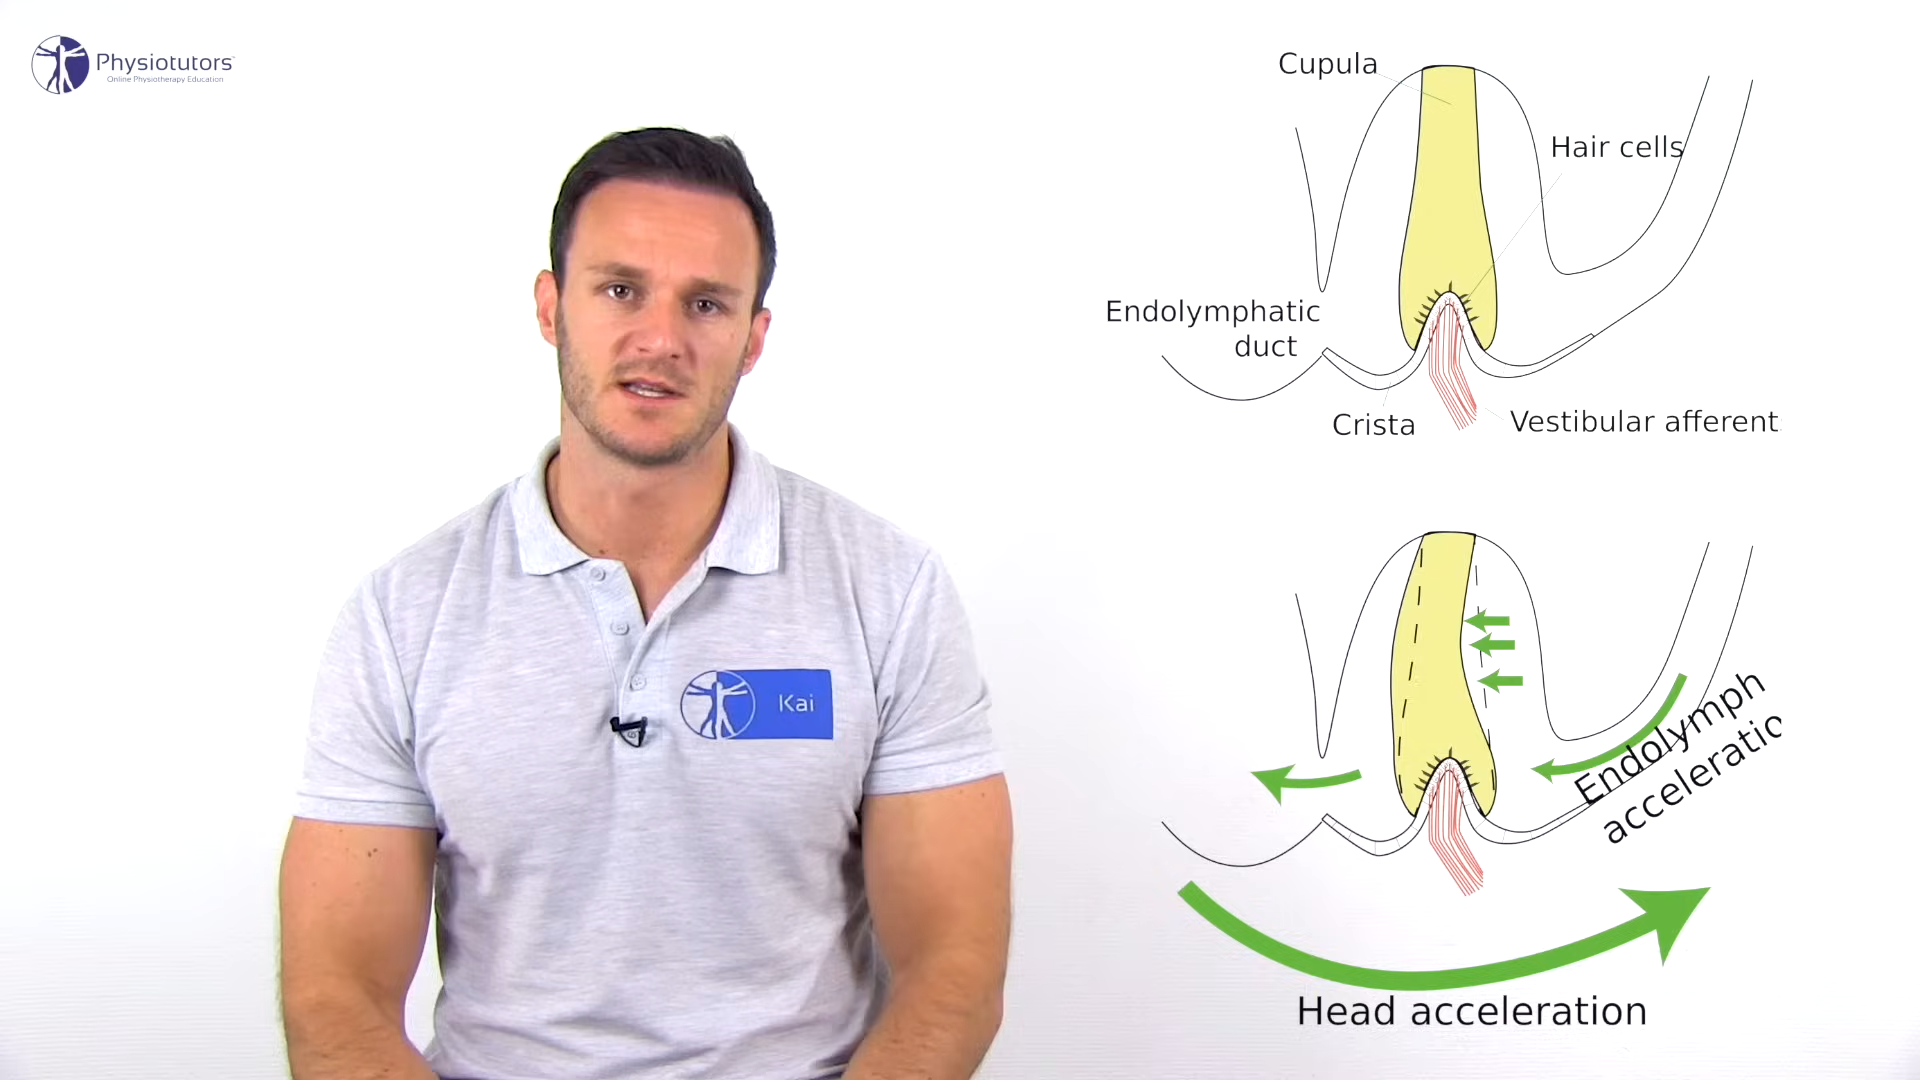 Physiotutors
Online Physiotherapy Education
Kai
Cupula
Hair cells
Endolymphatic
duct
Crista
Vestibular afferent
Endolymph
acceleratio
Head acceleration